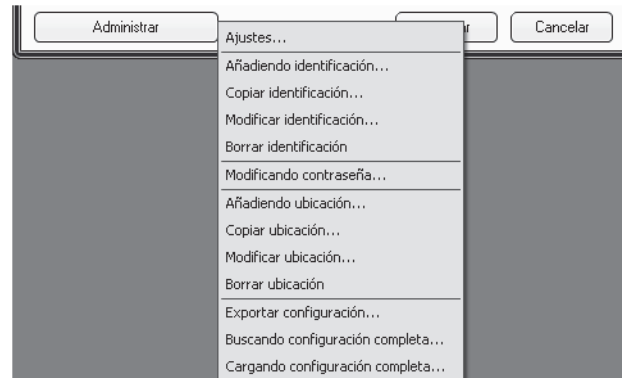 Administrar
Cancelar
Ajustes...
Añadiendo identificación...
Copiar identificación...
Modificar identificación...
Borrar identificación
Modificando contraseña...
Añadiendo ubicación...
Copiar ubicación...
Modificar ubicación...
Borrar ubicación
Exportar configuración...
Buscando configuración completa...
Cargando configuración completa...